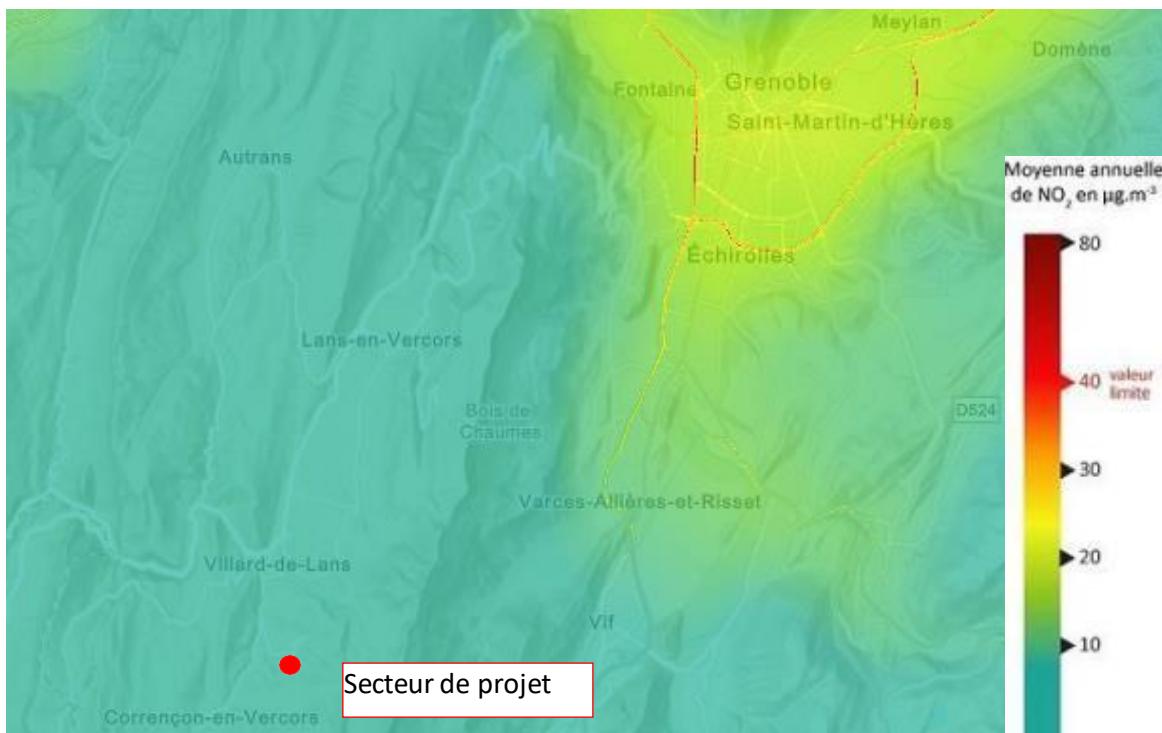 Meylan
Domène
Fontaine
Grenoble
Saint-Martin-d'Hères
Autrans
Moyenne annuelle
de NO₂ en µg.m⁻³
80
Échirolles
Lans-en-Vercors
40 valeur
limite
Bois de
Chaumes
D524
30
Varces-Allières-et-Risset
20
Villard-de-Lans
Vif
10
Secteur de projet
Corrençon-en-Vercors